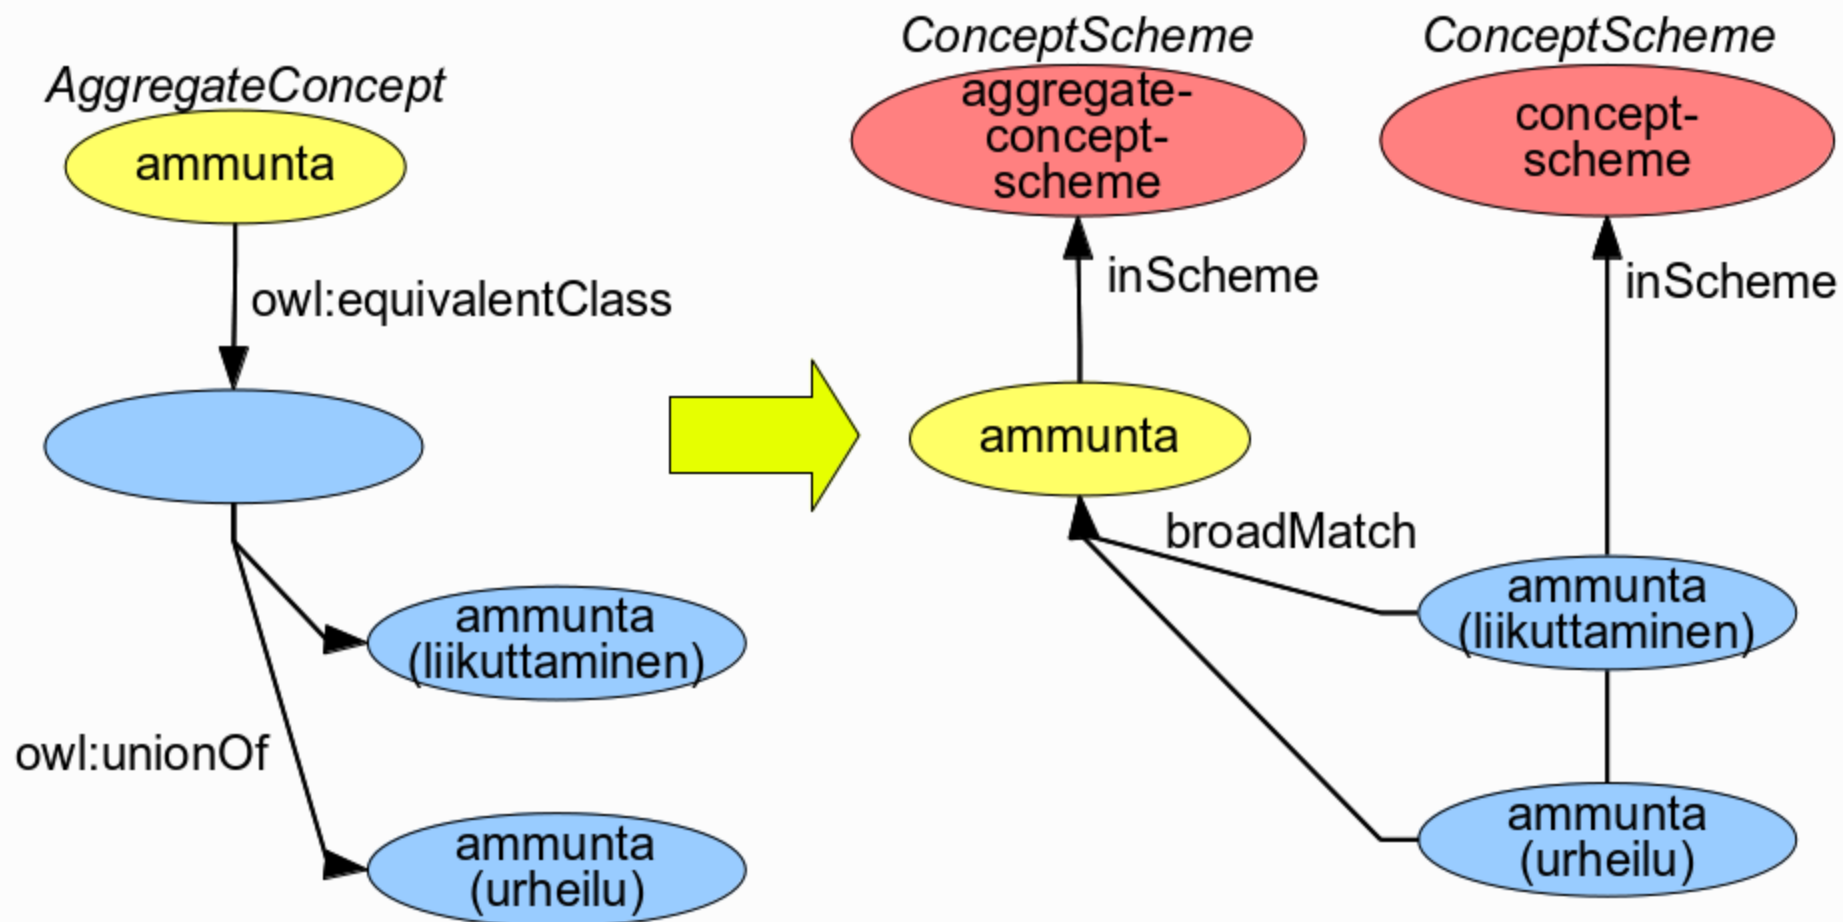 AggregateConcept
ammunta
owl:equivalentClass
ammunta
(liikuttaminen)
owl:unionOf
ammunta
(urheilu)
ConceptScheme
aggregate-
concept-
scheme
inScheme
ammunta
broadMatch
ConceptScheme
concept-
scheme
inScheme
ammunta
(liikuttaminen)
ammunta
(urheilu)